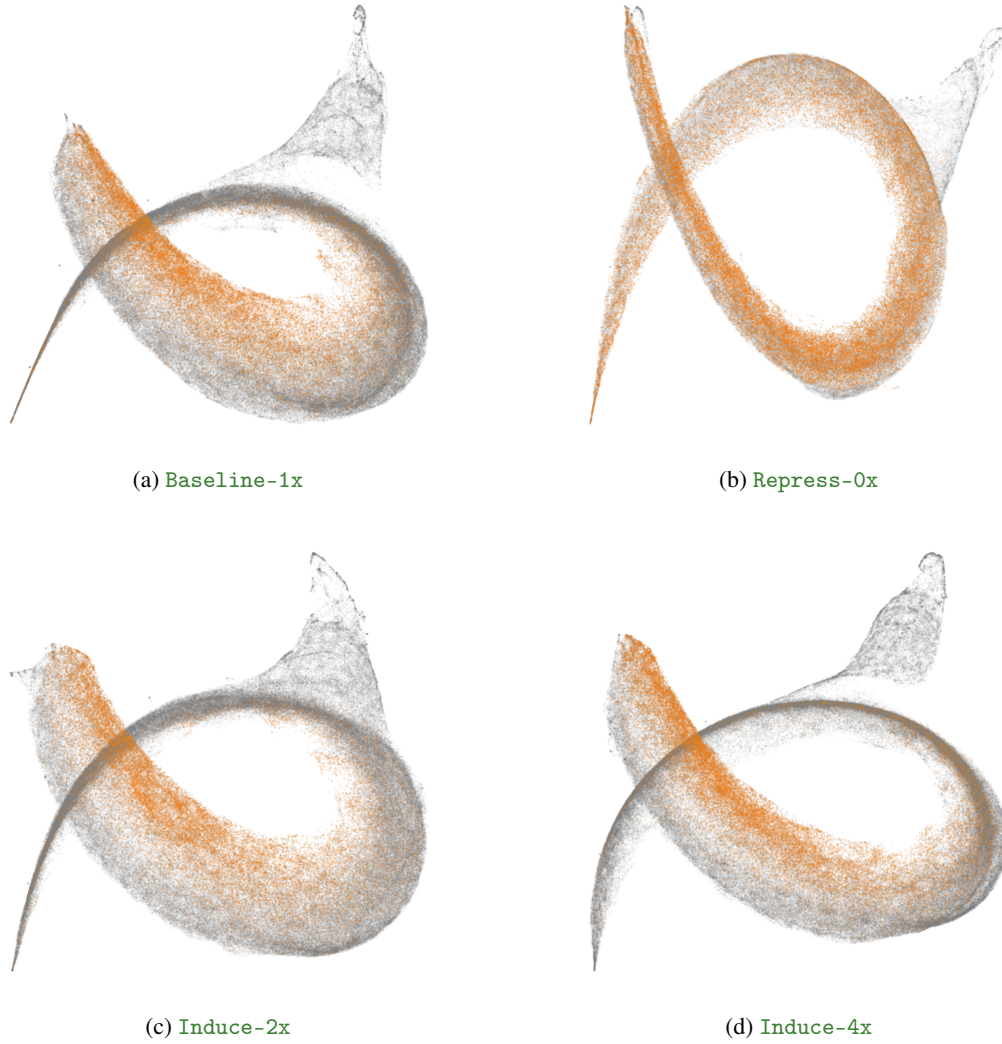 (a) Baseline-1x
(b) Repress-0x
(c) Induce-2x
(d) Induce-4x